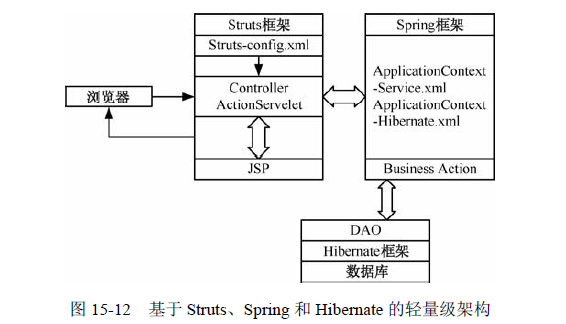 Struts框架
Struts-config.xml
Controller
ActionServelet
JSP
浏览器
Spring框架
ApplicationContext
-Service.xml
ApplicationContext
-Hibernate.xml
Business Action
DAO
Hibernate框架
数据库
图 15-12 基于 Struts、Spring 和 Hibernate 的轻量级架构